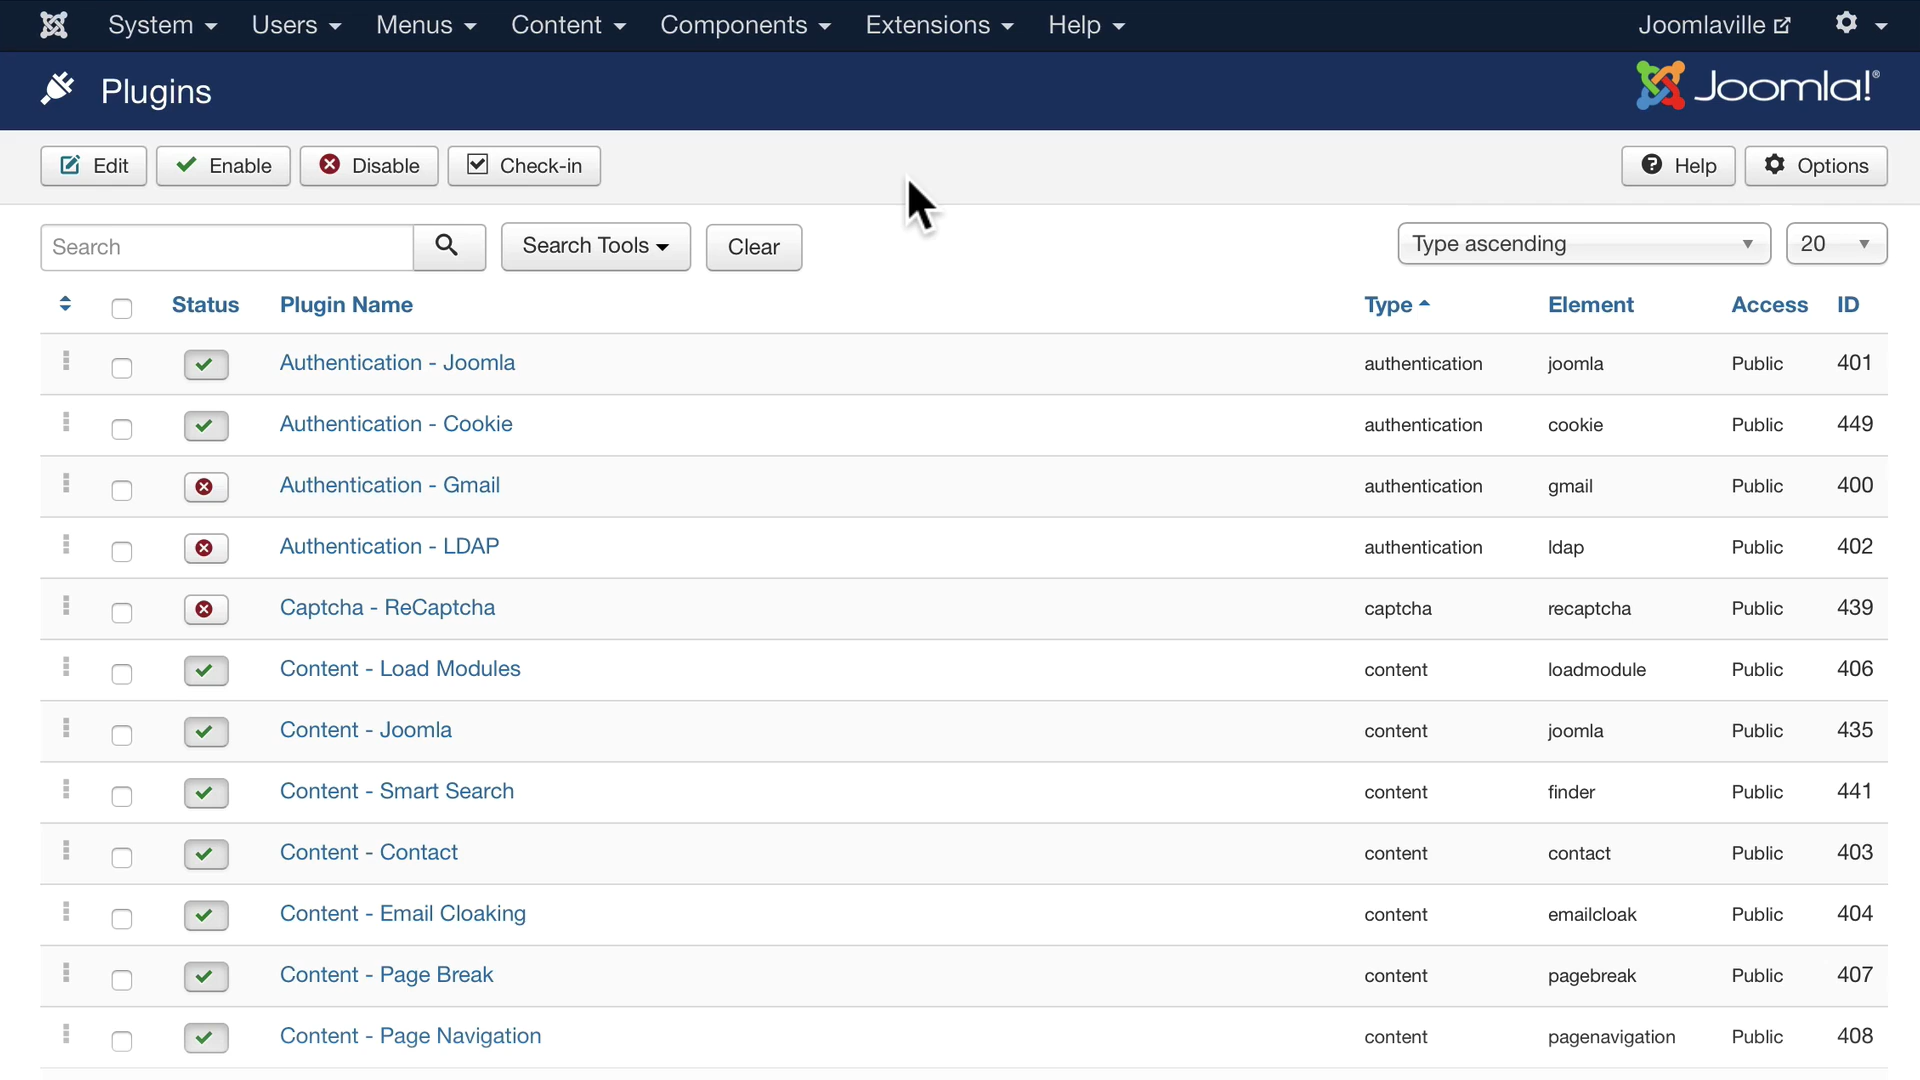 System Users Menus Content Components Extensions Help Joomlaville
Plugins Joomla!®
Edit Enable Disable Check-in Help Options
Search Search Tools Clear Type ascending 20
Status Plugin Name Type Element Access ID
Authentication - Joomla authentication joomla Public 401
Authentication - Cookie authentication cookie Public 449
Authentication - Gmail authentication gmail Public 400
Authentication - LDAP authentication ldap Public 402
Captcha - ReCaptcha captcha recaptcha Public 439
Content - Load Modules content loadmodule Public 406
Content - Joomla content joomla Public 435
Content - Smart Search content finder Public 441
Content - Contact content contact Public 403
Content - Email Cloaking content emailcloak Public 404
Content - Page Break content pagebreak Public 407
Content - Page Navigation content pagenavigation Public 408